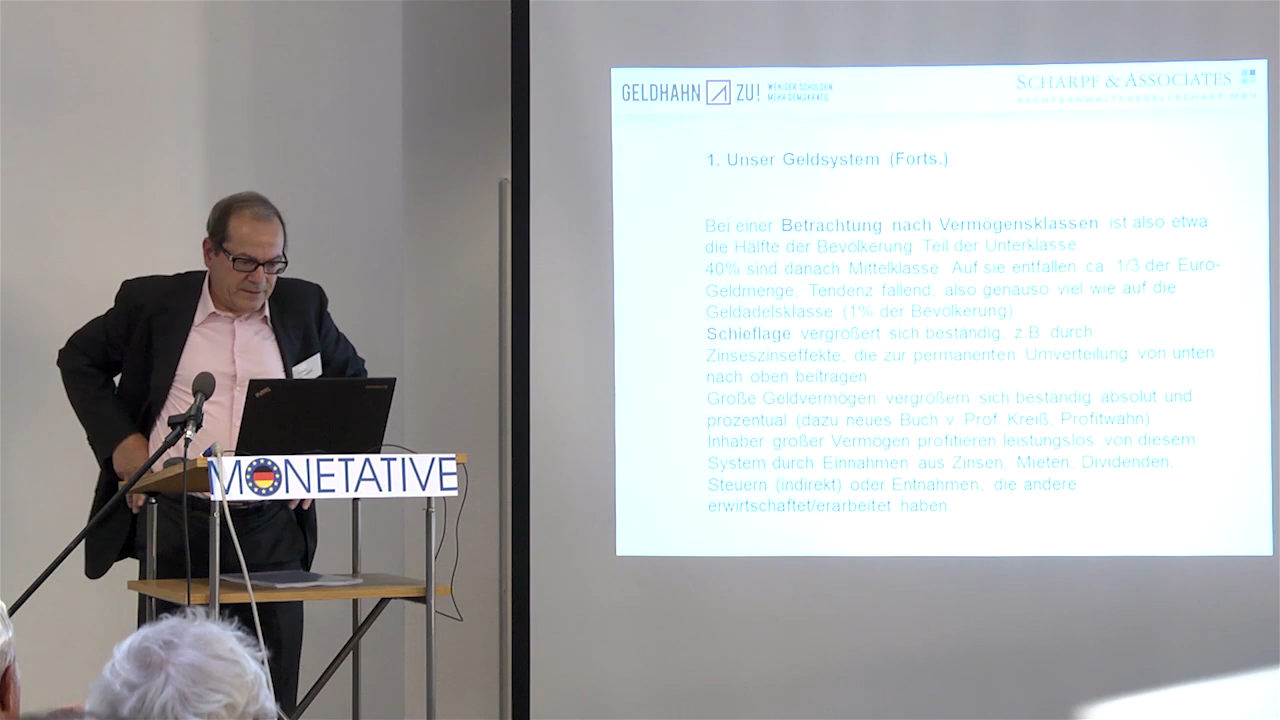 GELDHAHN ZU! WENIGER SCHULDEN
MEHR DEMOKRATIE
SCHARPF & ASSOCIATES
RECHTSANWALTSGESELLSCHAFT MBH
1. Unser Geldsystem (Forts.)
Bei einer Betrachtung nach Vermögensklassen ist also etwa
die Hälfte der Bevölkerung Teil der Unterklasse
40% sind danach Mittelklasse. Auf sie entfallen ca. 1/3 der Euro-
Geldmenge, Tendenz fallend, also genauso viel wie auf die
Geldadelsklasse (1% der Bevölkerung)
Schieflage vergrößert sich beständig, z.B. durch
Zinseszinseffekte, die zur permanenten Umverteilung von unten
nach oben beitragen
Große Geldvermögen vergrößern sich beständig absolut und
prozentual (dazu neues Buch v. Prof. Kreiß, Profitwahn)
Inhaber großer Vermögen profitieren leistungslos von diesem
System durch Einnahmen aus Zinsen, Mieten, Dividenden,
Steuern (indirekt) oder Entnahmen, die andere
erwirtschaftet/erarbeitet haben.
MONETATIVE